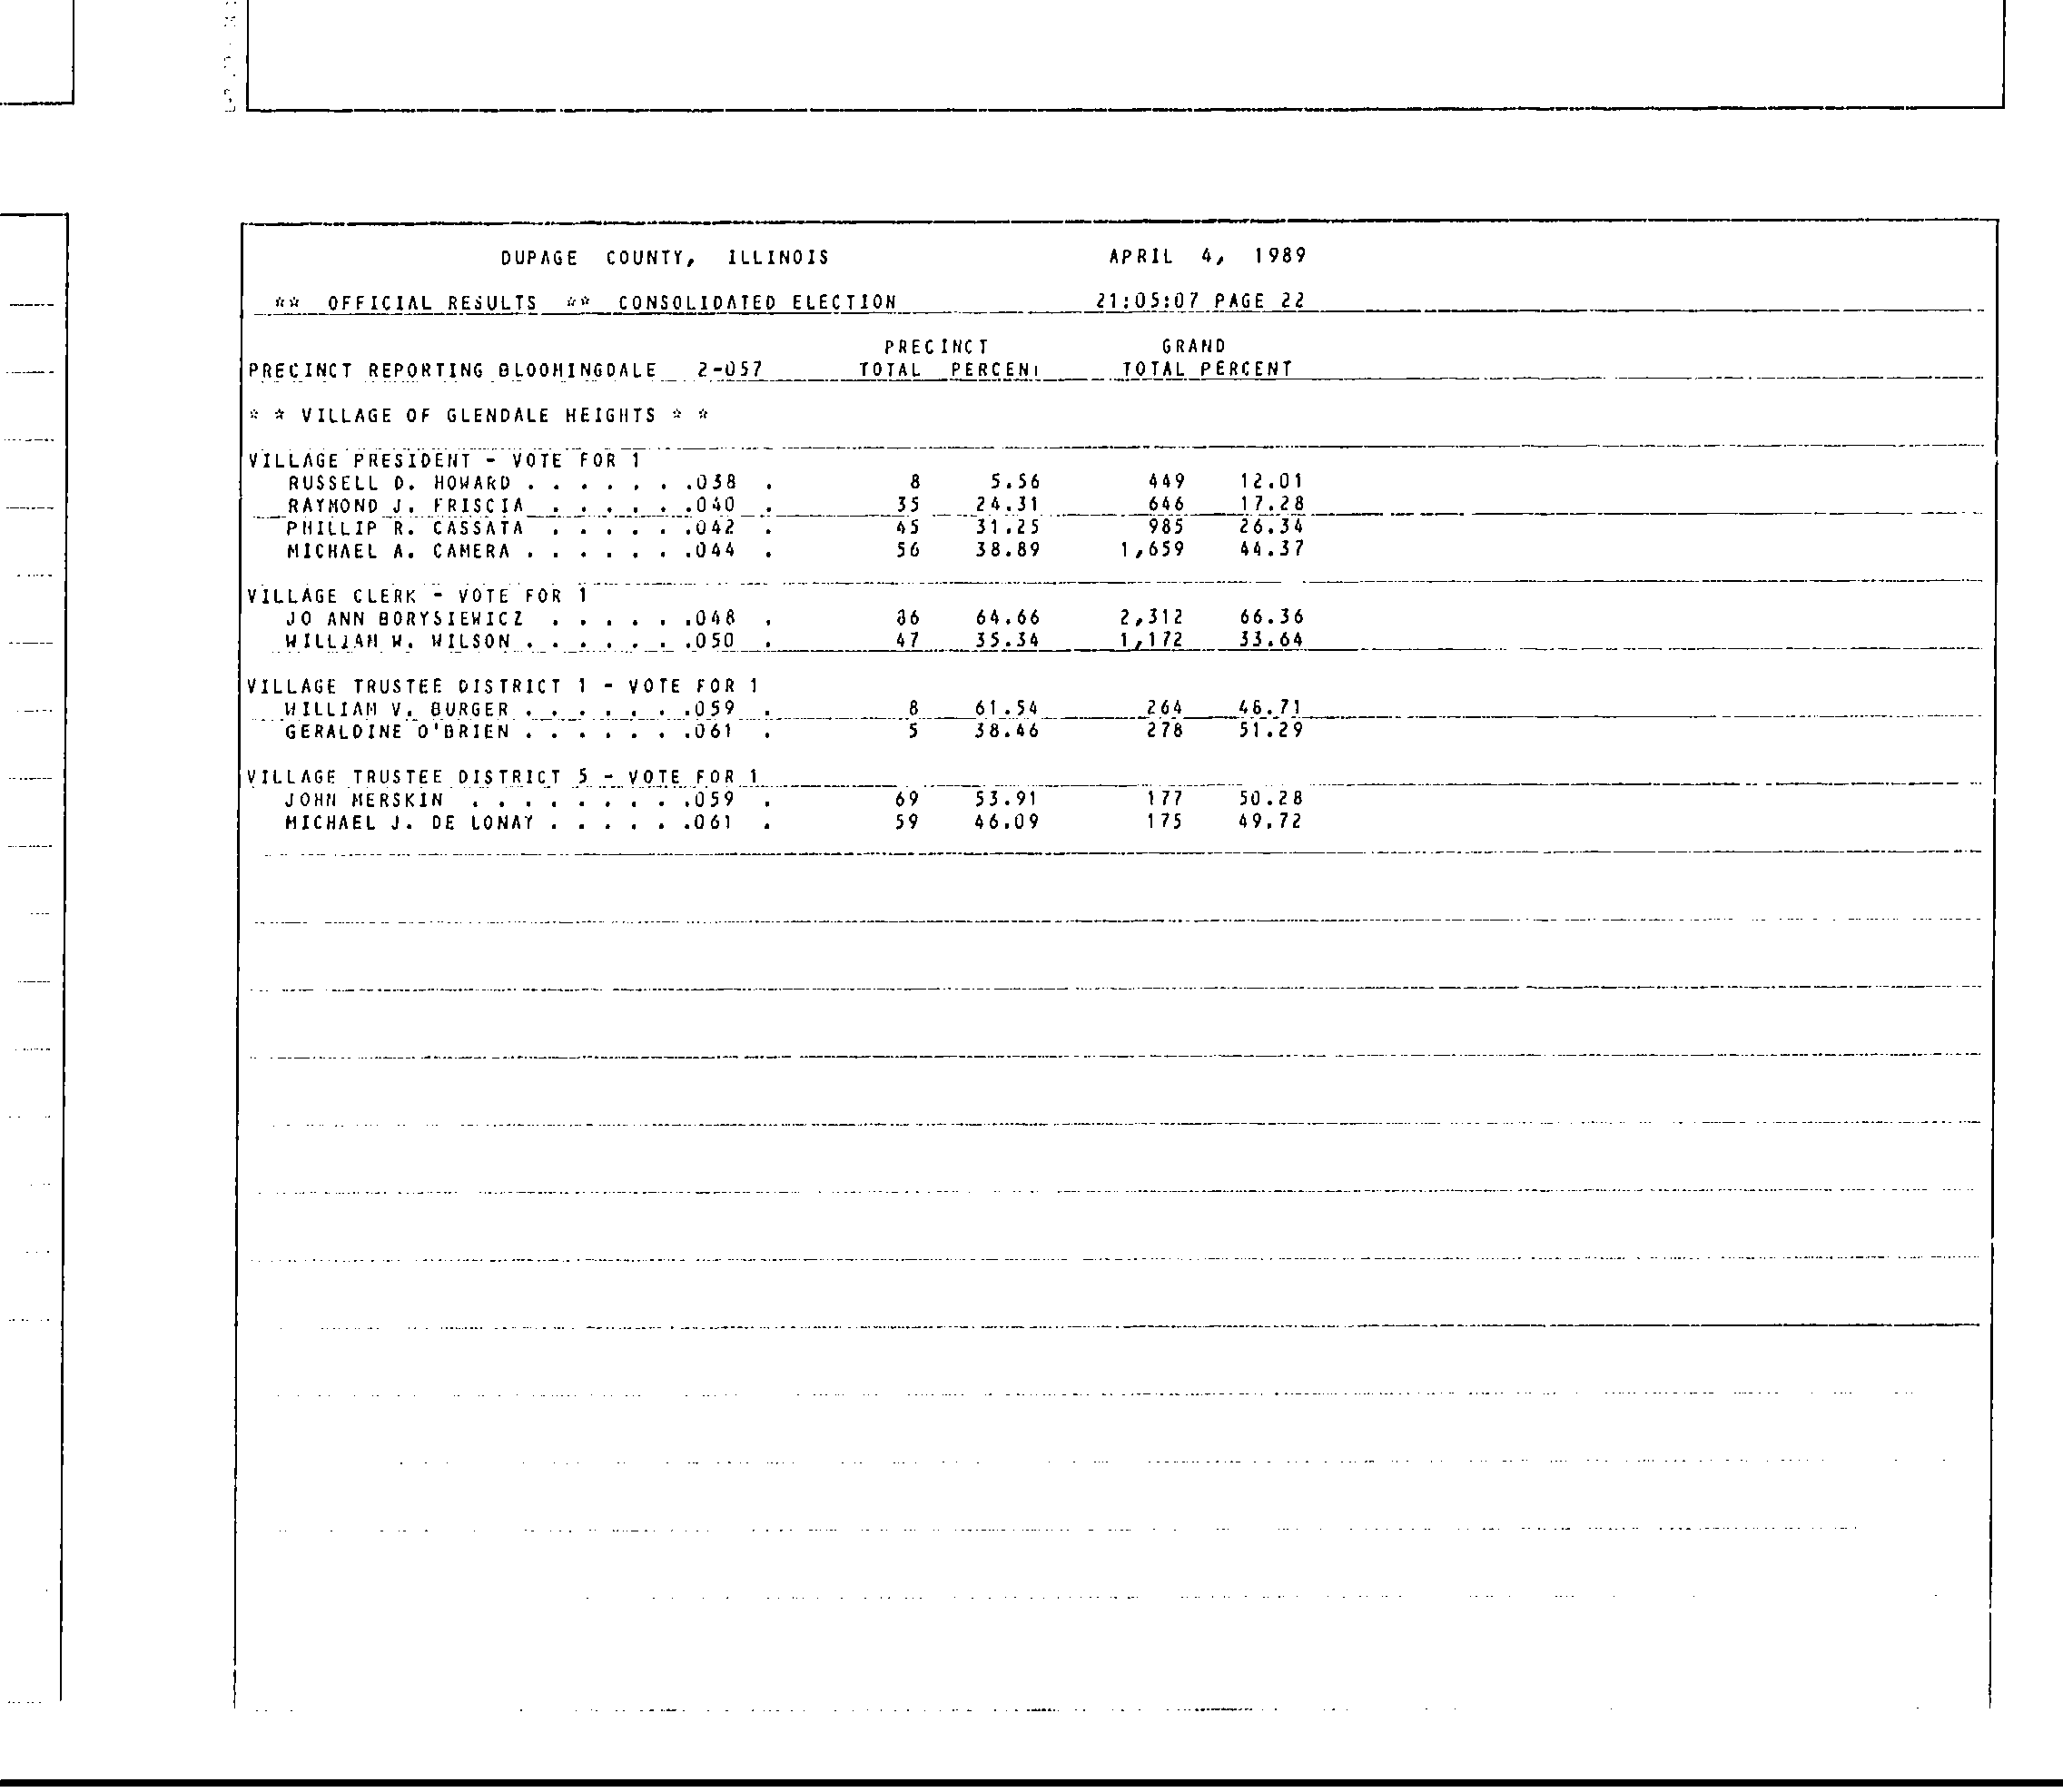 DUPAGE COUNTY, ILLINOIS APRIL 4, 1989
** OFFICIAL RESULTS ** CONSOLIDATED ELECTION 21:05:07 PAGE 22
PRECINCT GRAND
PRECINCT REPORTING BLOOMINGDALE 2-057 TOTAL PERCENT TOTAL PERCENT
* * VILLAGE OF GLENDALE HEIGHTS * *
VILLAGE PRESIDENT - VOTE FOR 1
RUSSELL D. HOWARD . . . . . . .038 . 8 5.56 449 12.01
RAYMOND J. FRISCIA . . . . . .040 . 35 24.31 646 17.28
PHILLIP R. CASSATA . . . . . .042 . 45 31.25 985 26.34
MICHAEL A. CAMERA . . . . . . .044 . 56 38.89 1,659 44.37
VILLAGE CLERK - VOTE FOR 1
JO ANN BORYSIEWICZ . . . . . .048 . 86 64.66 2,312 66.36
WILLIAM W. WILSON . . . . . . .050 . 47 35.34 1,172 33.64
VILLAGE TRUSTEE DISTRICT 1 - VOTE FOR 1
WILLIAM V. BURGER . . . . . . .059 . 8 61.54 264 48.71
GERALDINE O'BRIEN . . . . . . .061 . 5 38.46 278 51.29
VILLAGE TRUSTEE DISTRICT 5 - VOTE FOR 1
JOHN MERSKIN . . . . . . . . .059 . 69 53.91 177 50.28
MICHAEL J. DE LONAY . . . . . .061 . 59 46.09 175 49.72